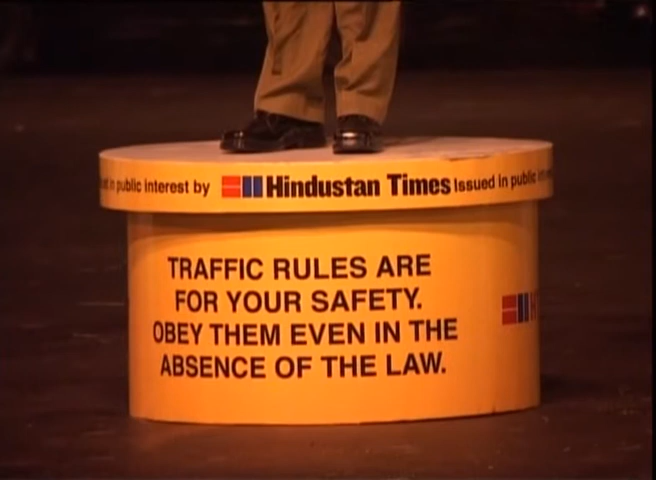 in public interest by Hindustan Times Issued in public
TRAFFIC RULES ARE
FOR YOUR SAFETY.
OBEY THEM EVEN IN THE
ABSENCE OF THE LAW.